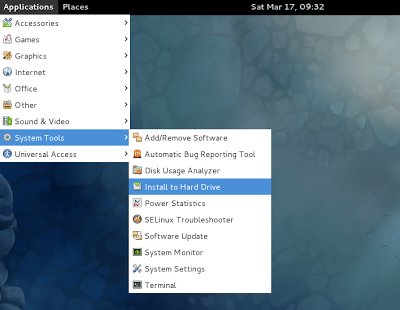 Applications Places Sat Mar 17, 09:32
Accessories
Games
Graphics
Internet
Office
Other
Sound & Video
System Tools
Universal Access
Add/Remove Software
Automatic Bug Reporting Tool
Disk Usage Analyzer
Install to Hard Drive
Power Statistics
SELinux Troubleshooter
Software Update
System Monitor
System Settings
Terminal